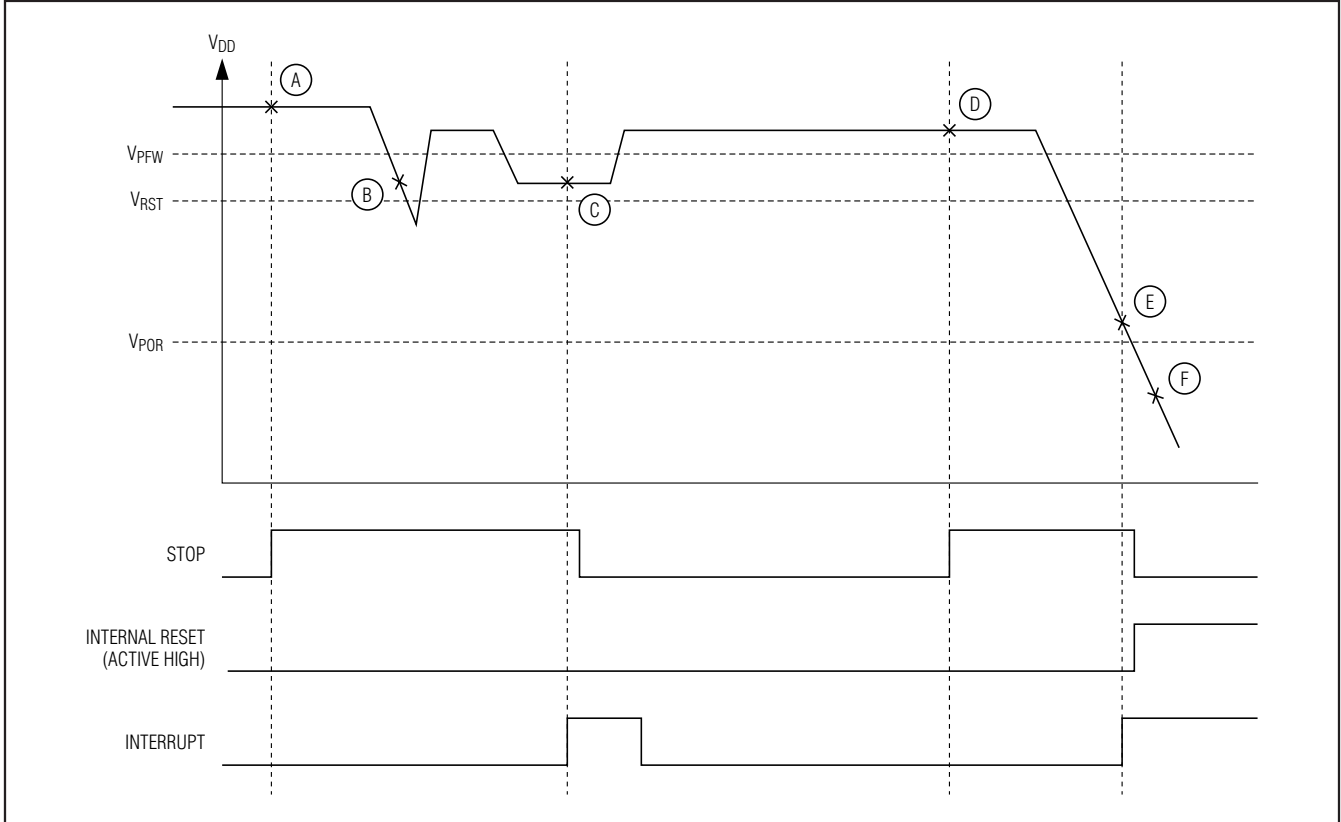 VDD
A
D
VPFW
B
VRST
C
E
VPOR
F
STOP
INTERNAL RESET
(ACTIVE HIGH)
INTERRUPT